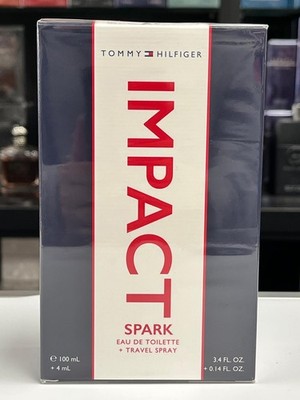 TOMMY HILFIGER
IMPACT
SPARK
EAU DE TOILETTE
+ TRAVEL SPRAY
℮ 100 mL
+ 4 mL
3.4 FL. OZ.
+ 0.14 FL. OZ.